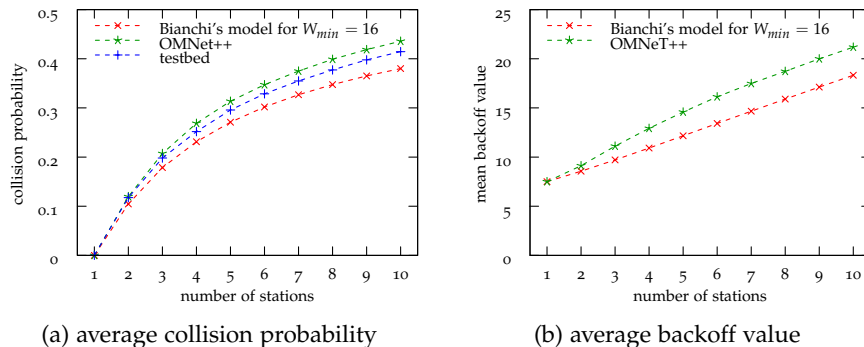 0.5
0.4
0.3
0.2
0.1
0
collision probability
Bianchi's model for W_min = 16
OMNet++
testbed
1 2 3 4 5 6 7 8 9 10
number of stations
(a) average collision probability
25
20
15
10
5
0
mean backoff value
Bianchi's model for W_min = 16
OMNeT++
1 2 3 4 5 6 7 8 9 10
number of stations
(b) average backoff value